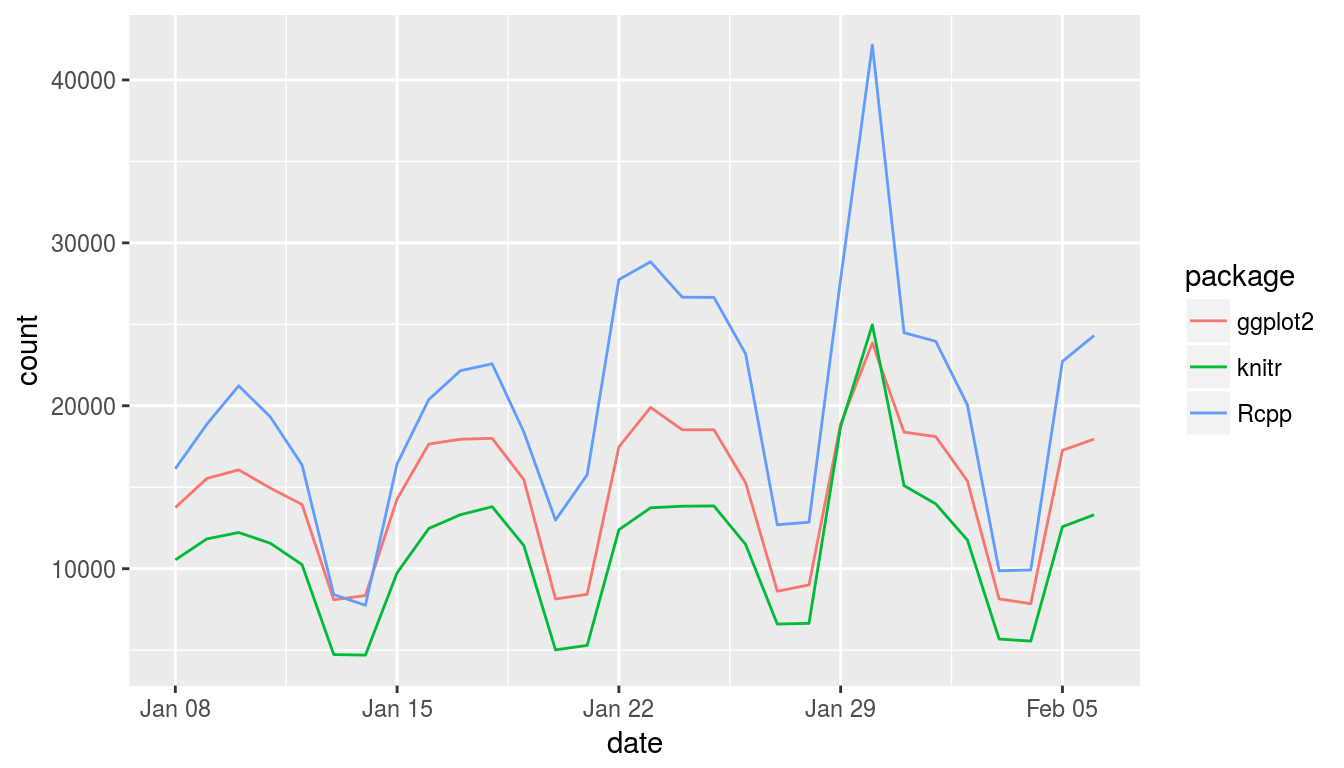 40000
30000
20000
10000
count
Jan 08 Jan 15 Jan 22 Jan 29 Feb 05
date
package
ggplot2
knitr
Rcpp